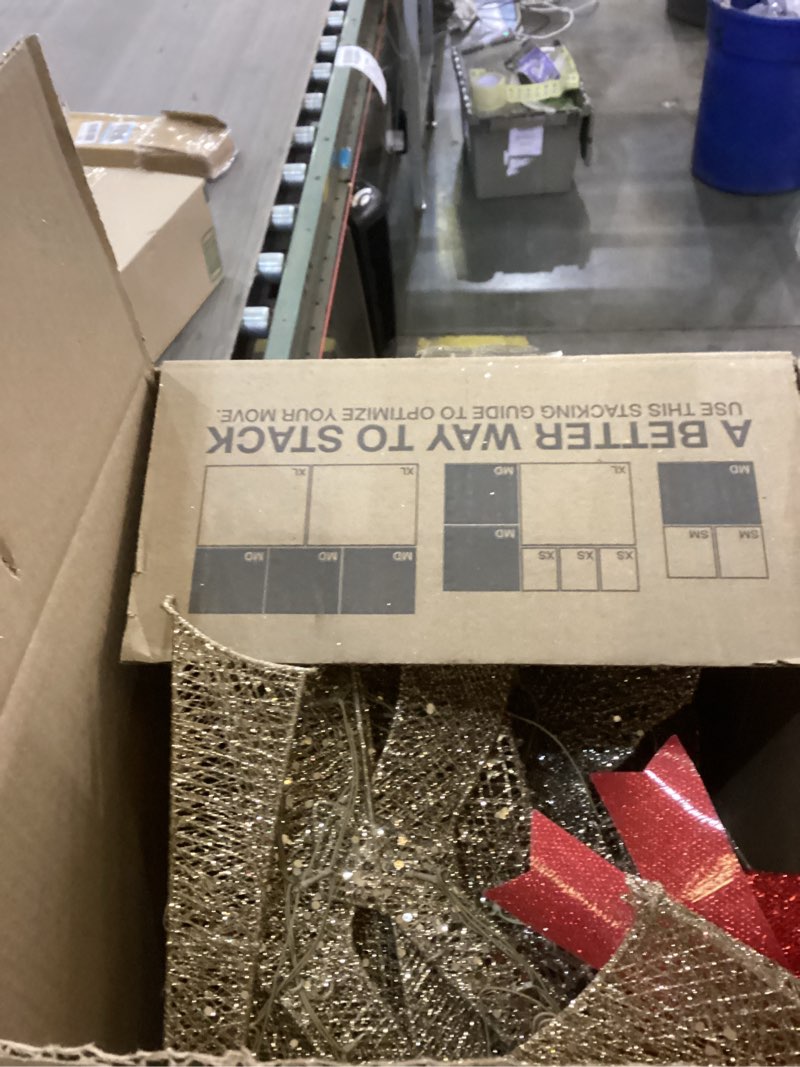 SM SM
XS XS XS MD
MD MD MD
MD
XL MD
XL XL
A BETTER WAY TO STACK
USE THIS STACKING GUIDE TO OPTIMIZE YOUR MOVE.